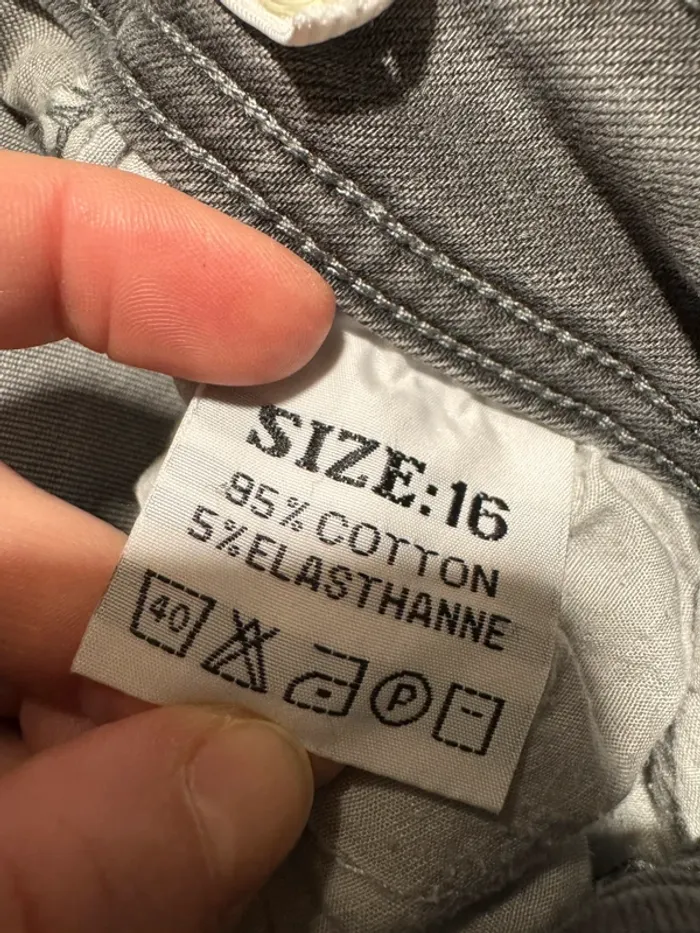 SIZE:16
95% COTTON
5%ELASTHANNE
40 P